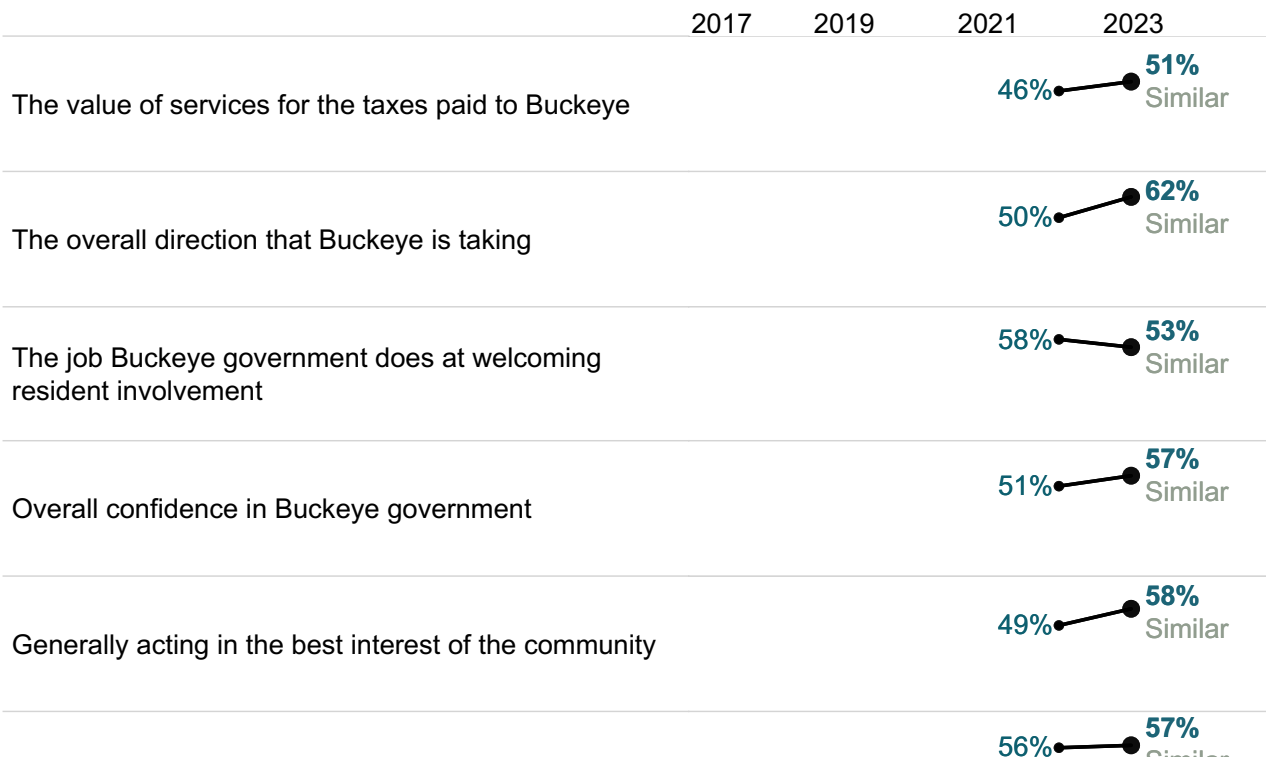 2017 2019 2021 2023
51%
46%
Similar
The value of services for the taxes paid to Buckeye
62%
50%
Similar
The overall direction that Buckeye is taking
53%
58%
Similar
The job Buckeye government does at welcoming
resident involvement
57%
51%
Similar
Overall confidence in Buckeye government
58%
49%
Similar
Generally acting in the best interest of the community
57%
56%
Similar